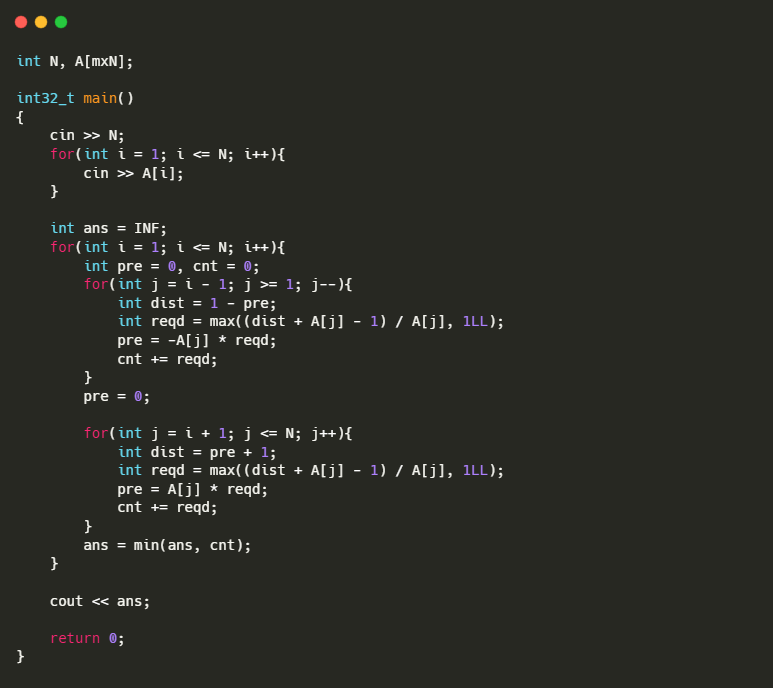 int N, A[mxN];
int32_t main()
{
    cin >> N;
    for(int i = 1; i <= N; i++){
        cin >> A[i];
    }
    int ans = INF;
    for(int i = 1; i <= N; i++){
        int pre = 0, cnt = 0;
        for(int j = i - 1; j >= 1; j--){
            int dist = 1 - pre;
            int reqd = max((dist + A[j] - 1) / A[j], 1LL);
            pre = -A[j] * reqd;
            cnt += reqd;
        }
        pre = 0;
        for(int j = i + 1; j <= N; j++){
            int dist = pre + 1;
            int reqd = max((dist + A[j] - 1) / A[j], 1LL);
            pre = A[j] * reqd;
            cnt += reqd;
        }
        ans = min(ans, cnt);
    }
    cout << ans;
    return 0;
}